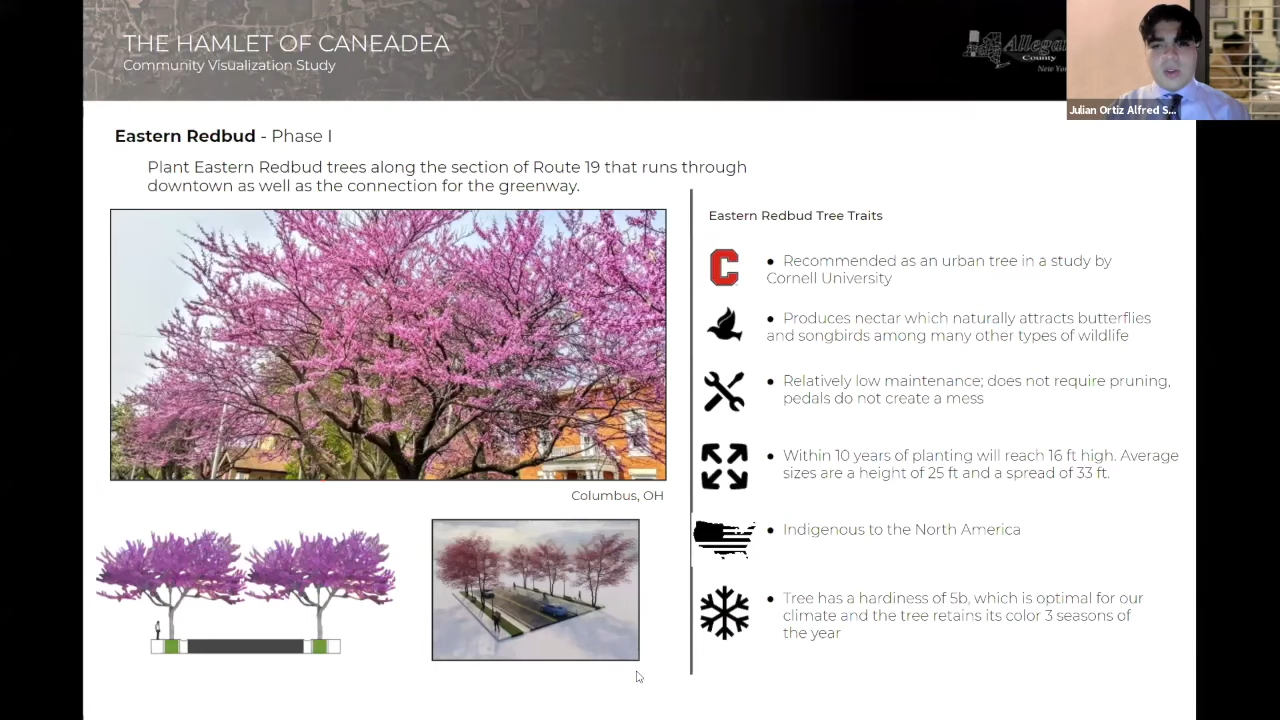 THE HAMLET OF CANEADEA
Community Visualization Study
County
Julian Ortiz Alfred S...
Eastern Redbud - Phase I
Plant Eastern Redbud trees along the section of Route 19 that runs through
downtown as well as the connection for the greenway.
Columbus, OH
Eastern Redbud Tree Traits
C
● Recommended as an urban tree in a study by
Cornell University
● Produces nectar which naturally attracts butterflies
and songbirds among many other types of wildlife
● Relatively low maintenance; does not require pruning,
pedals do not create a mess
● Within 10 years of planting will reach 16 ft high. Average
sizes are a height of 25 ft and a spread of 33 ft.
● Indigenous to the North America
● Tree has a hardiness of 5b, which is optimal for our
climate and the tree retains its color 3 seasons of
the year